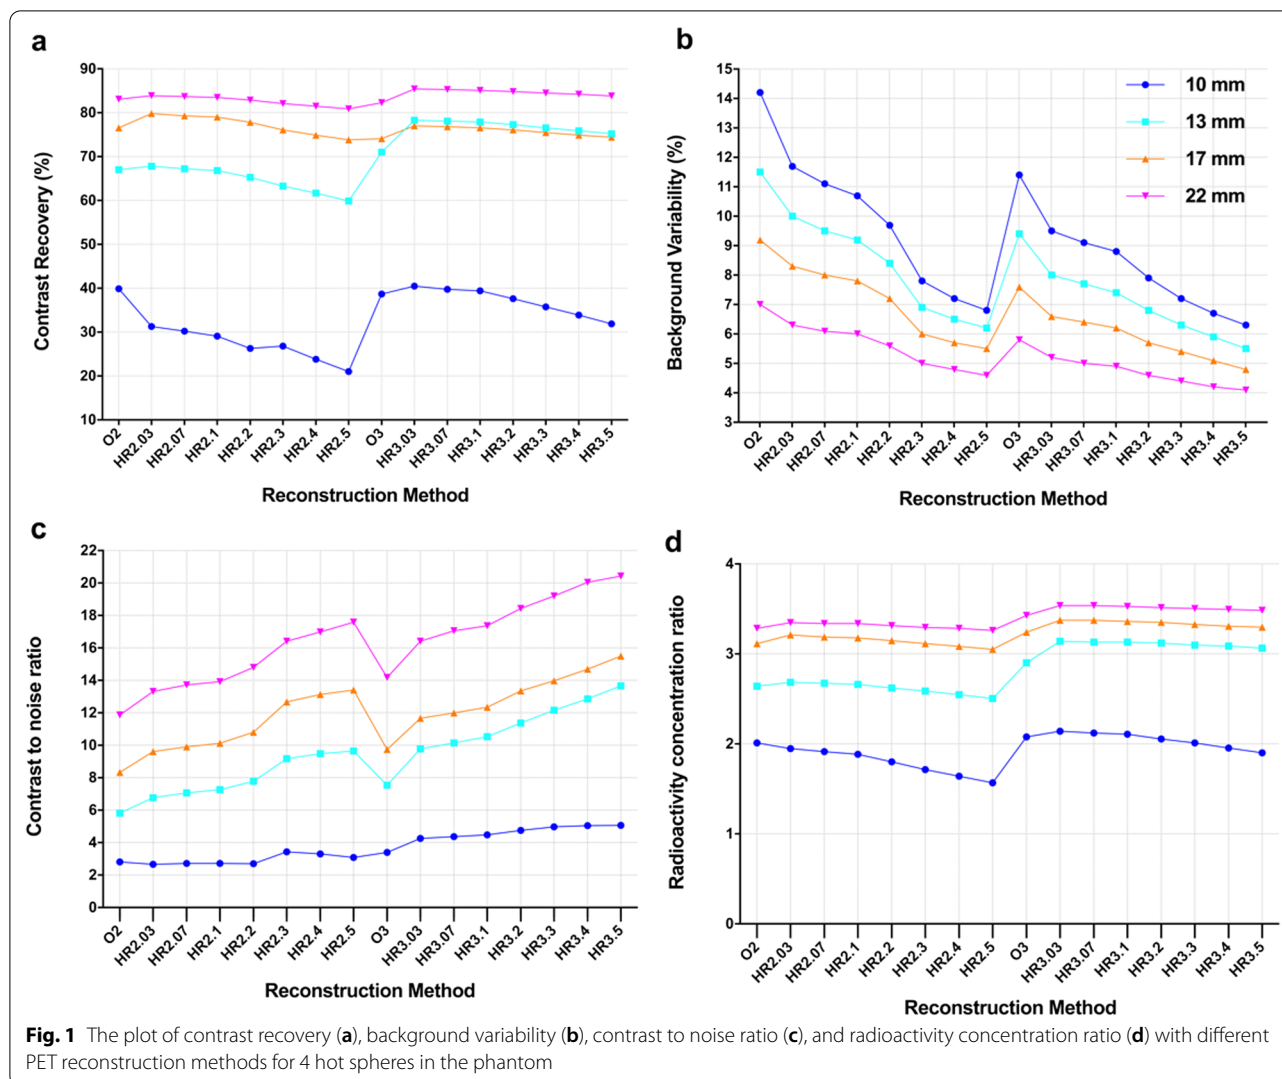 a
90
80
70
60
50
40
30
20
10
Contrast Recovery (%)
O2
HR2.03
HR2.07
HR2.1
HR2.2
HR2.3
HR2.4
HR2.5
O3
HR3.03
HR3.07
HR3.1
HR3.2
HR3.3
HR3.4
HR3.5
Reconstruction Method
b
15
14
13
12
11
10
9
8
7
6
5
4
3
Background Variability (%)
10 mm
13 mm
17 mm
22 mm
O2
HR2.03
HR2.07
HR2.1
HR2.2
HR2.3
HR2.4
HR2.5
O3
HR3.03
HR3.07
HR3.1
HR3.2
HR3.3
HR3.4
HR3.5
Reconstruction Method
c
22
20
18
16
14
12
10
8
6
4
2
0
Contrast to noise ratio
O2
HR2.03
HR2.07
HR2.1
HR2.2
HR2.3
HR2.4
HR2.5
O3
HR3.03
HR3.07
HR3.1
HR3.2
HR3.3
HR3.4
HR3.5
Reconstruction Method
d
4
3
2
1
0
Radioactivity concentration ratio
O2
HR2.03
HR2.07
HR2.1
HR2.2
HR2.3
HR2.4
HR2.5
O3
HR3.03
HR3.07
HR3.1
HR3.2
HR3.3
HR3.4
HR3.5
Reconstruction Method
Fig. 1 The plot of contrast recovery (a), background variability (b), contrast to noise ratio (c), and radioactivity concentration ratio (d) with different
PET reconstruction methods for 4 hot spheres in the phantom